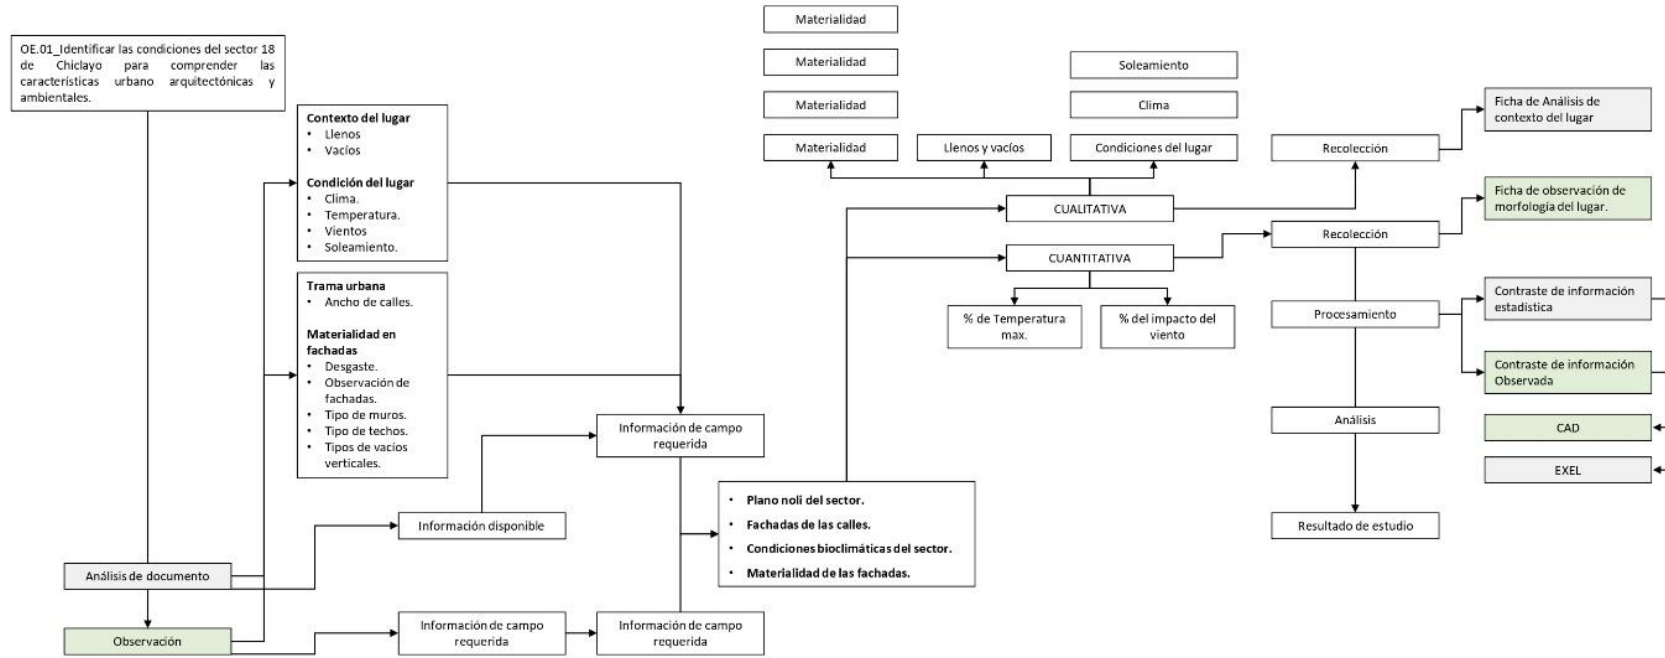 OE.01_Identificar las condiciones del sector 18
de Chiclayo para comprender las
características urbano arquitectónicas y
ambientales.
Contexto del lugar
• Llenos
• Vacíos
Condición del lugar
• Clima.
• Temperatura.
• Vientos
• Soleamiento.
Trama urbana
• Ancho de calles.
Materialidad en
fachadas
• Desgaste.
• Observación de
fachadas.
• Tipo de muros.
• Tipo de techos.
• Tipos de vacíos
verticales.
Análisis de documento
Observación
Información disponible
Información de campo
requerida
Información de campo
requerida
Información de campo
requerida
• Plano noli del sector.
• Fachadas de las calles.
• Condiciones bioclimáticas del sector.
• Materialidad de las fachadas.
Materialidad
Materialidad
Materialidad
Materialidad
Llenos y vacíos
Soleamiento
Clima
Condiciones del lugar
CUALITATIVA
CUANTITATIVA
% de Temperatura
max.
% del impacto del
viento
Recolección
Recolección
Procesamiento
Análisis
Resultado de estudio
Ficha de Análisis de
contexto del lugar
Ficha de observación de
morfología del lugar.
Contraste de información
estadística
Contraste de información
Observada
CAD
EXEL